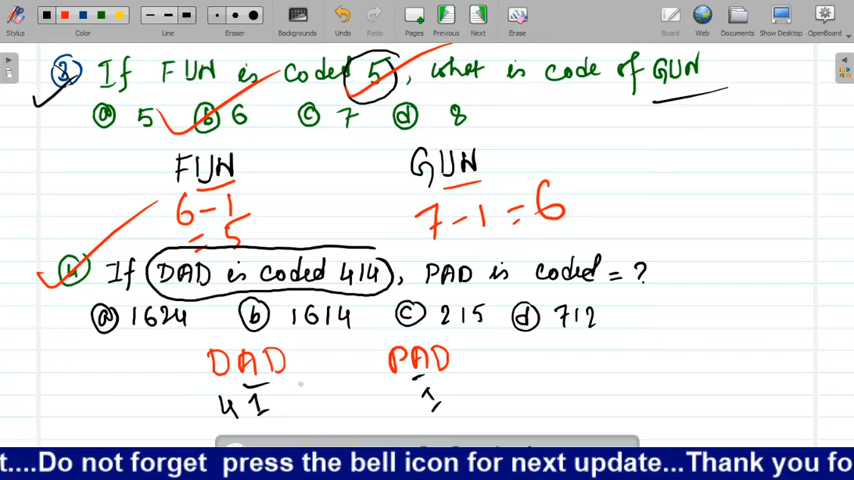 Stylus
Color
Line
Eraser
Backgrounds
Undo
Redo
Previous
Next
Erase
Board
Web
Documents
Show Desktop
OpenBoard
③ If FUN is coded 5, what is code of GUN
ⓐ 5 ⓑ 6 ⓒ 7 ⓓ 8
FUN GUN
6-1 7-1 = 6
= 5
④ If DAD is coded 414, PAD is coded = ?
ⓐ 1624 ⓑ 1614 ⓒ 215 ⓓ 712
DAD PAD
4 1 1
t....Do not forget press the bell icon for next update...Thank you fo